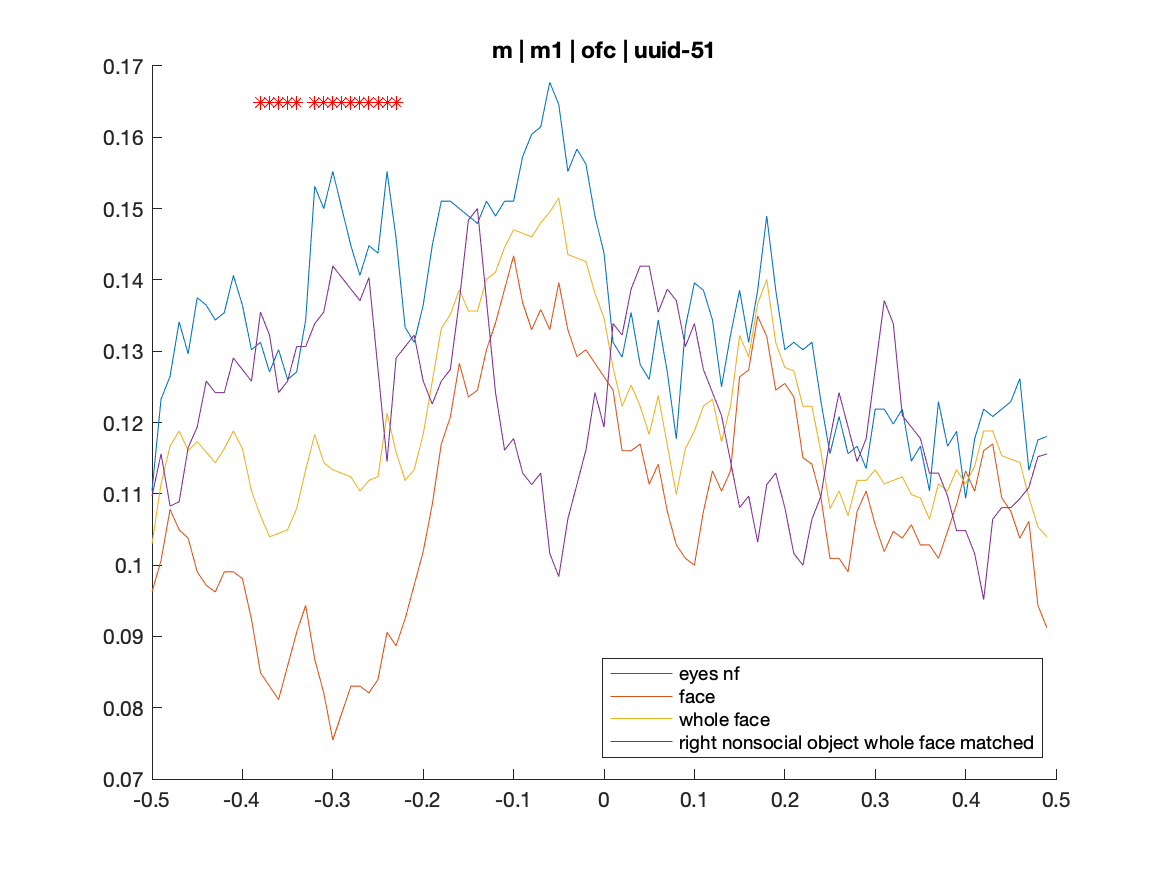 m | m1 | ofc | uuid-51
0.17
0.16
0.15
0.14
0.13
0.12
0.11
0.1
0.09
0.08
0.07
eyes nf
face
whole face
right nonsocial object whole face matched
-0.5 -0.4 -0.3 -0.2 -0.1 0 0.1 0.2 0.3 0.4 0.5